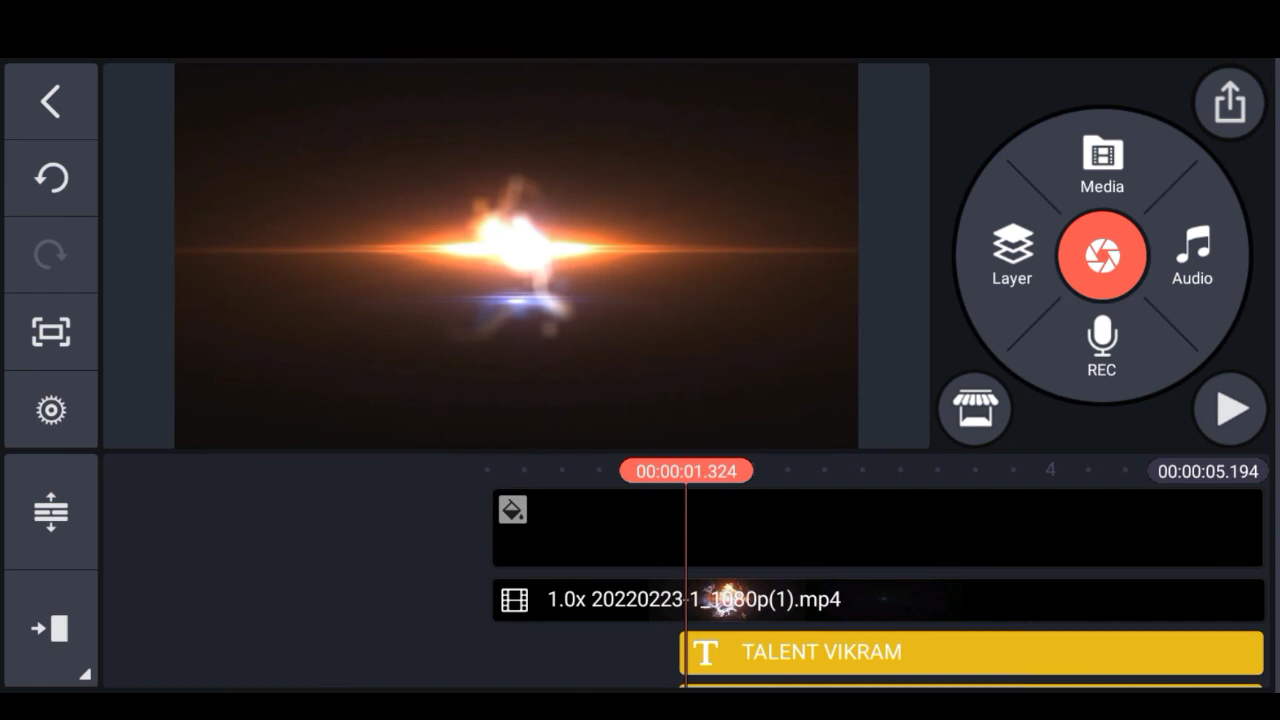 Media
Layer
Audio
REC
00:00:01.324
4
00:00:05.194
1.0x 20220223-1_1080p(1).mp4
T TALENT VIKRAM